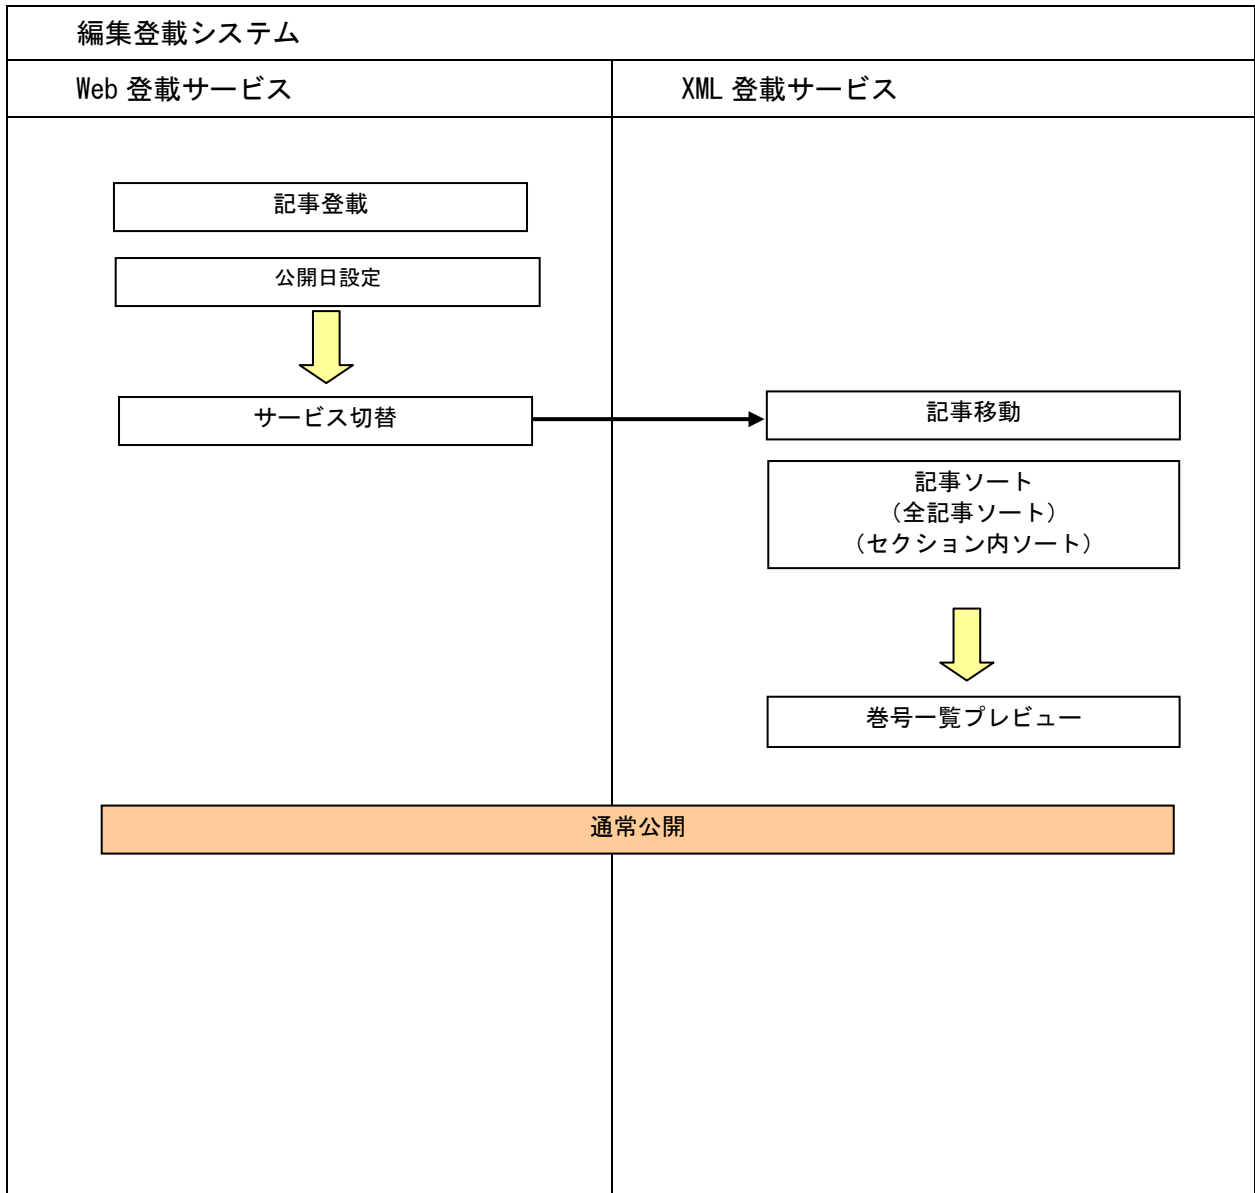 編集登載システム
Web 登載サービス
XML 登載サービス
記事登載
公開日設定
サービス切替
記事移動
記事ソート
（全記事ソート）
（セクション内ソート）
巻号一覧プレビュー
通常公開